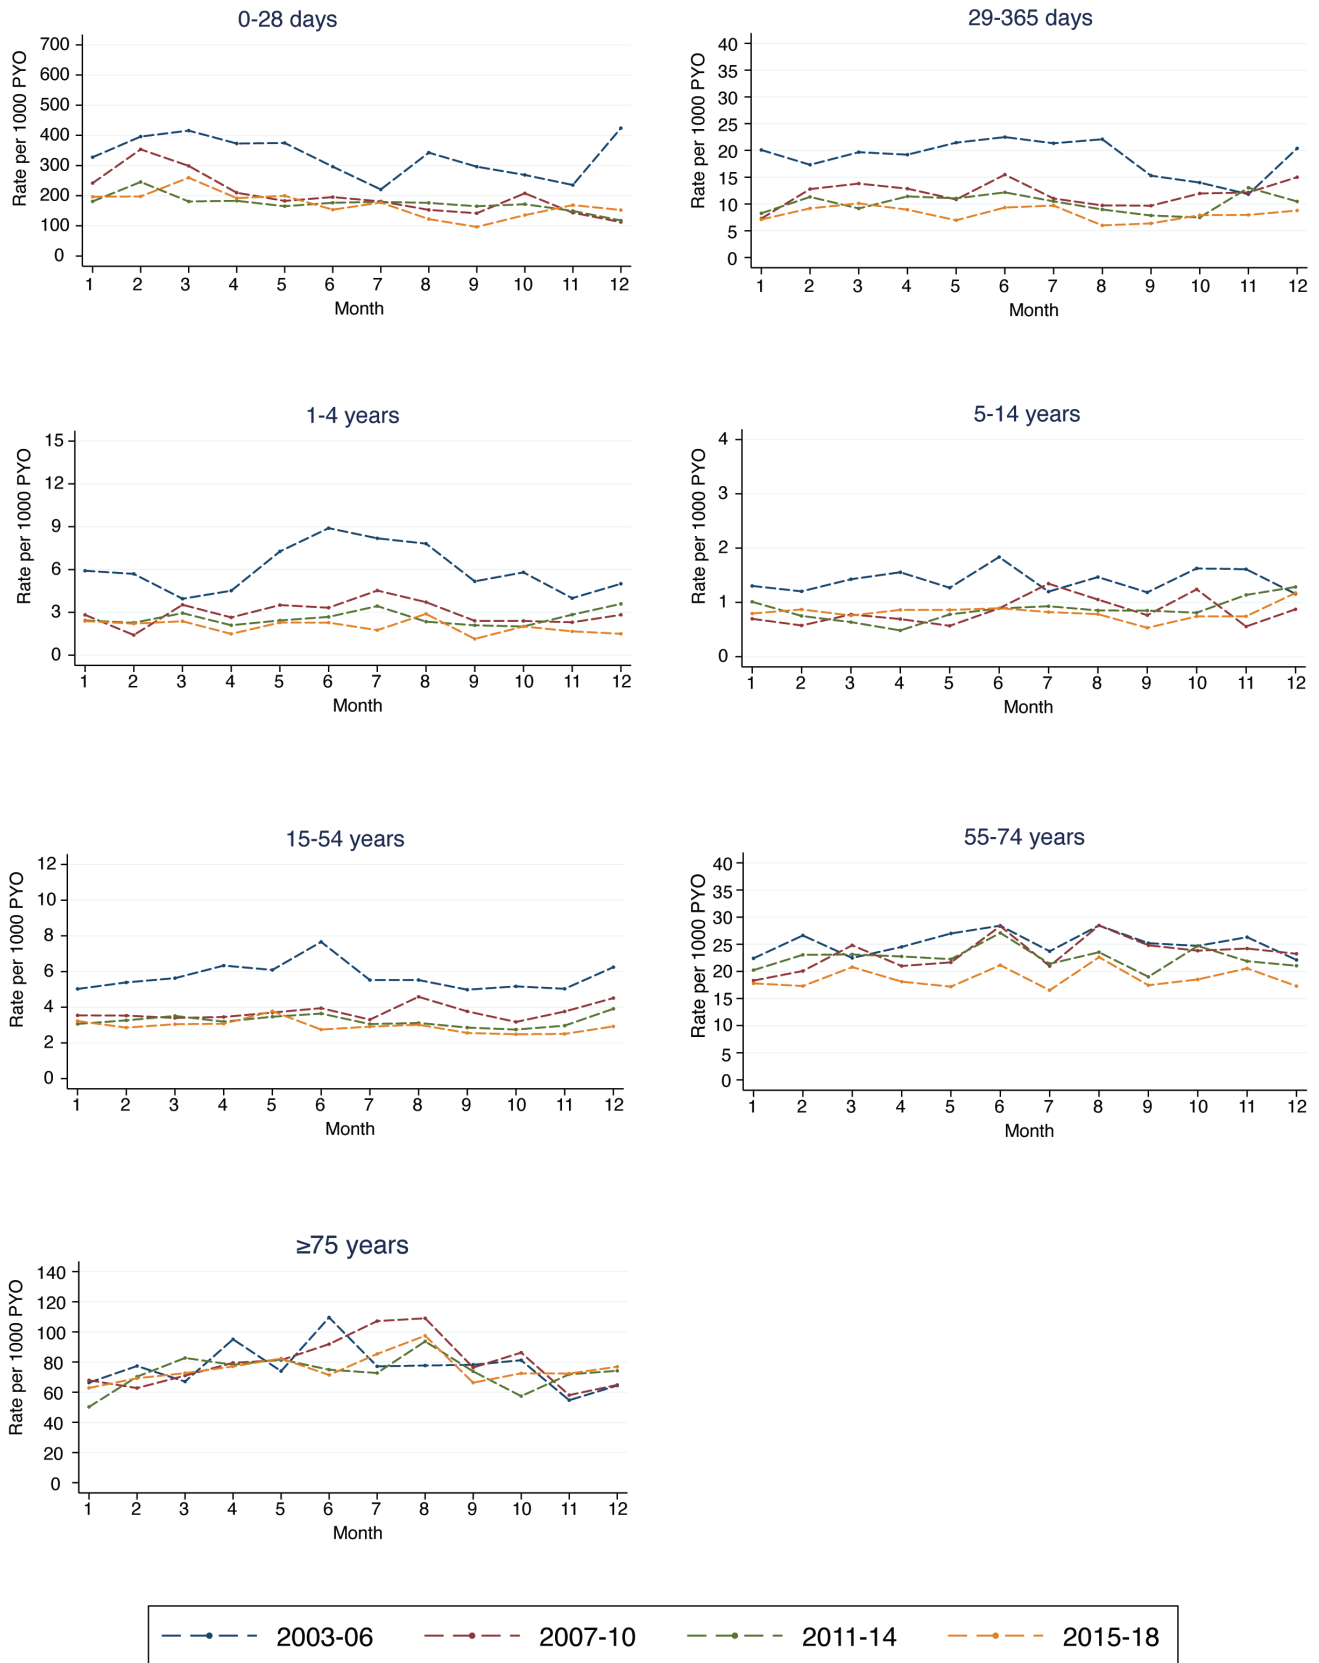 0-28 days
Rate per 1000 PYO
700
600
500
400
300
200
100
0
1 2 3 4 5 6 7 8 9 10 11 12
Month
29-365 days
Rate per 1000 PYO
40
35
30
25
20
15
10
5
0
1 2 3 4 5 6 7 8 9 10 11 12
Month
1-4 years
Rate per 1000 PYO
15
12
9
6
3
0
1 2 3 4 5 6 7 8 9 10 11 12
Month
5-14 years
Rate per 1000 PYO
4
3
2
1
0
1 2 3 4 5 6 7 8 9 10 11 12
Month
15-54 years
Rate per 1000 PYO
12
10
8
6
4
2
0
1 2 3 4 5 6 7 8 9 10 11 12
Month
55-74 years
Rate per 1000 PYO
40
35
30
25
20
15
10
5
0
1 2 3 4 5 6 7 8 9 10 11 12
Month
≥75 years
Rate per 1000 PYO
140
120
100
80
60
40
20
0
1 2 3 4 5 6 7 8 9 10 11 12
Month
2003-06 2007-10 2011-14 2015-18